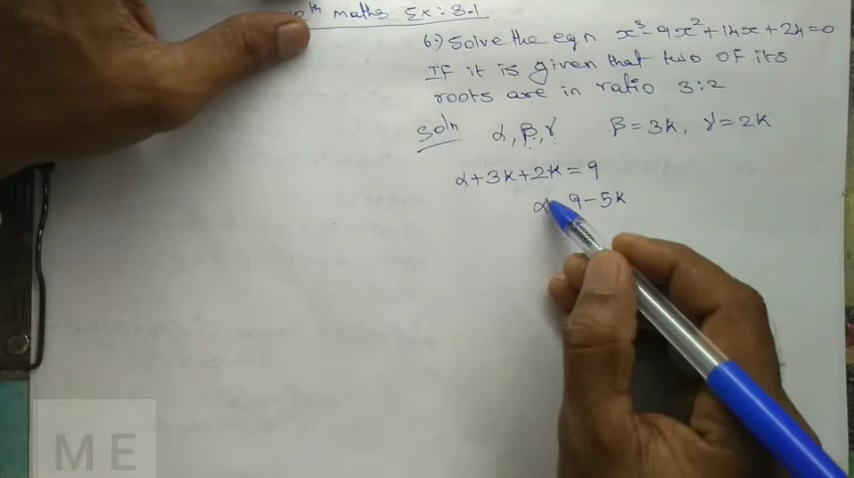 th maths Ex: 3.1
6.) Solve the eqn x³-9x²+14x+24=0
If it is given that two of its
roots are in ratio 3:2
Soln α, β, γ β=3k, γ=2k
α+3k+2k=9
α 9-5k
ME